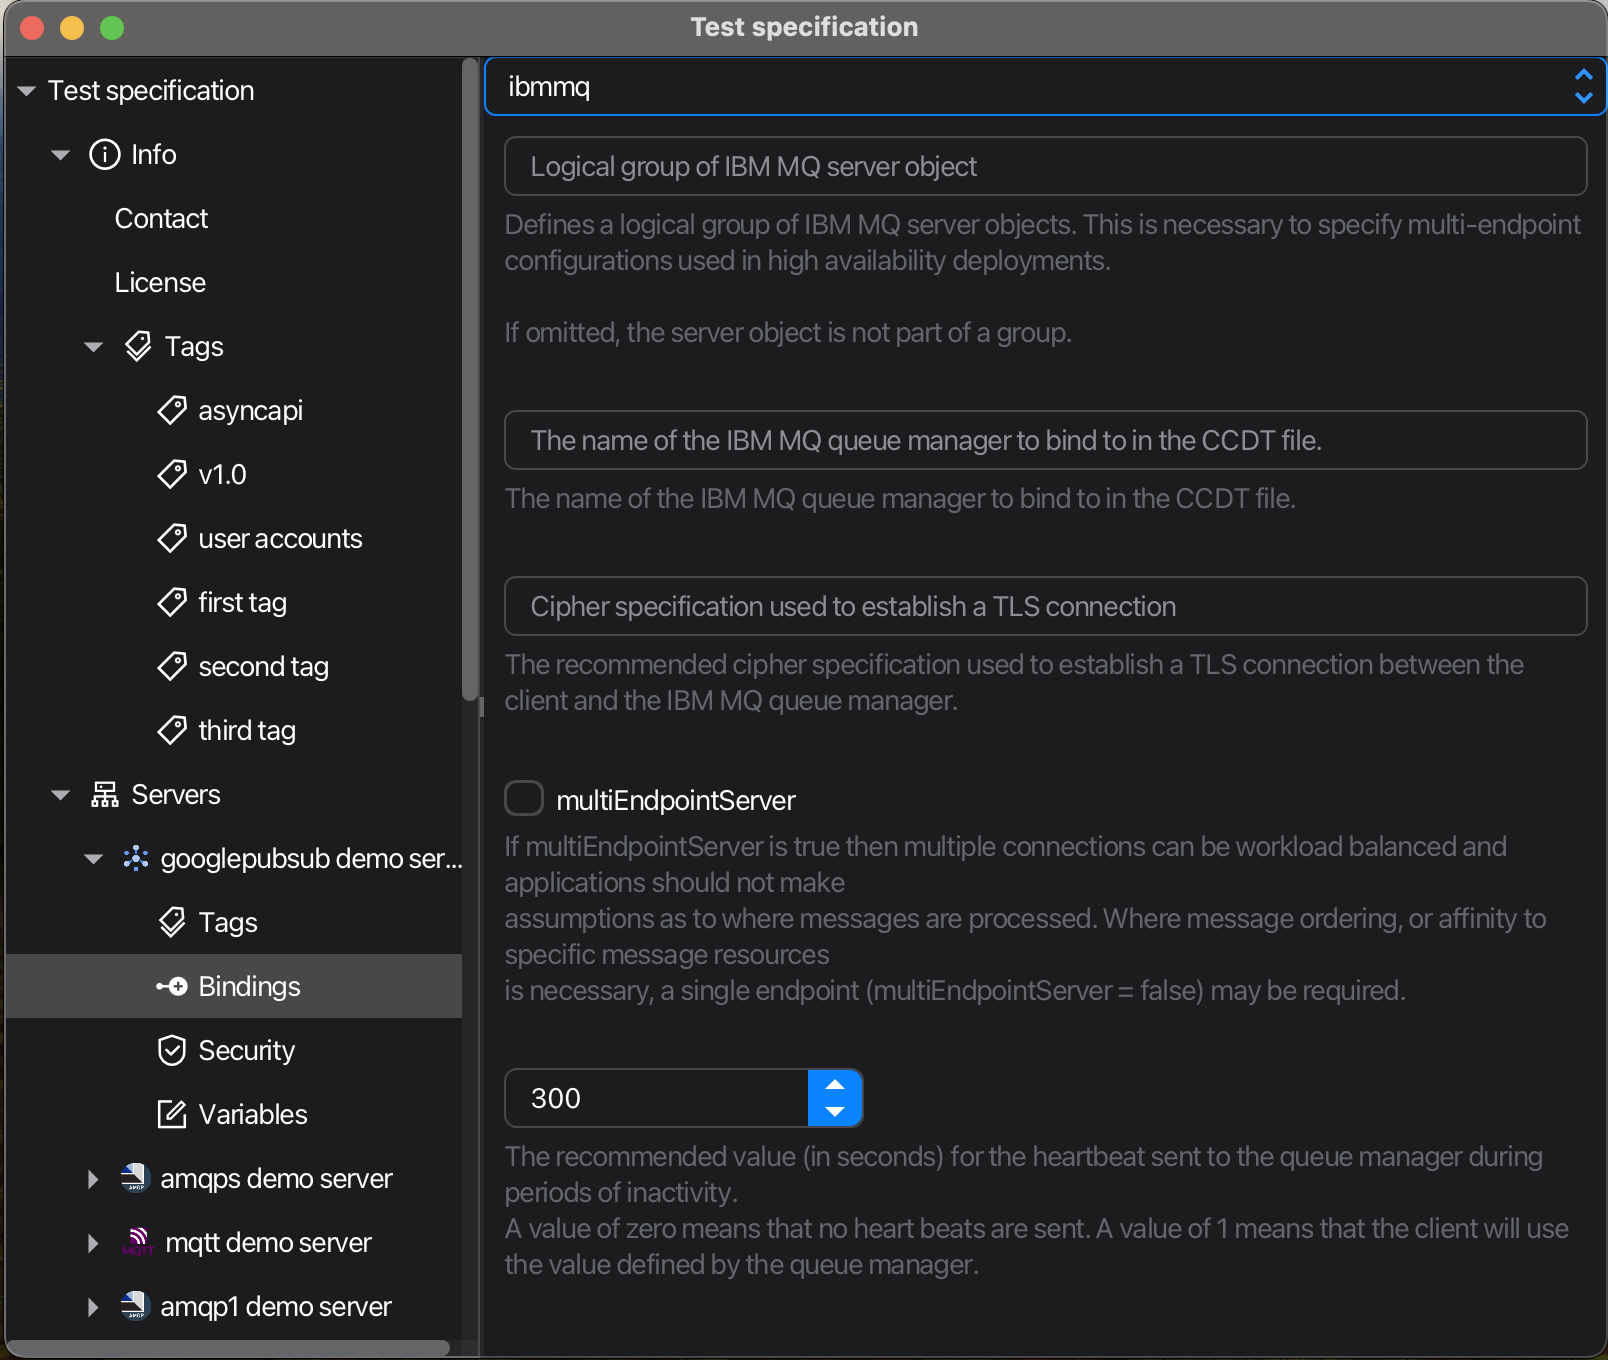 Test specification
Test specification
Info
Contact
License
Tags
asyncapi
v1.0
user accounts
first tag
second tag
third tag
Servers
googlepubsub demo ser...
Tags
Bindings
Security
Variables
AMQP
amqps demo server
MQTT
mqtt demo server
AMQP
amqp1 demo server
ibmmq
Logical group of IBM MQ server object
Defines a logical group of IBM MQ server objects. This is necessary to specify multi-endpoint
configurations used in high availability deployments.
If omitted, the server object is not part of a group.
The name of the IBM MQ queue manager to bind to in the CCDT file.
The name of the IBM MQ queue manager to bind to in the CCDT file.
Cipher specification used to establish a TLS connection
The recommended cipher specification used to establish a TLS connection between the
client and the IBM MQ queue manager.
multiEndpointServer
If multiEndpointServer is true then multiple connections can be workload balanced and
applications should not make
assumptions as to where messages are processed. Where message ordering, or affinity to
specific message resources
is necessary, a single endpoint (multiEndpointServer = false) may be required.
300
The recommended value (in seconds) for the heartbeat sent to the queue manager during
periods of inactivity.
A value of zero means that no heart beats are sent. A value of 1 means that the client will use
the value defined by the queue manager.